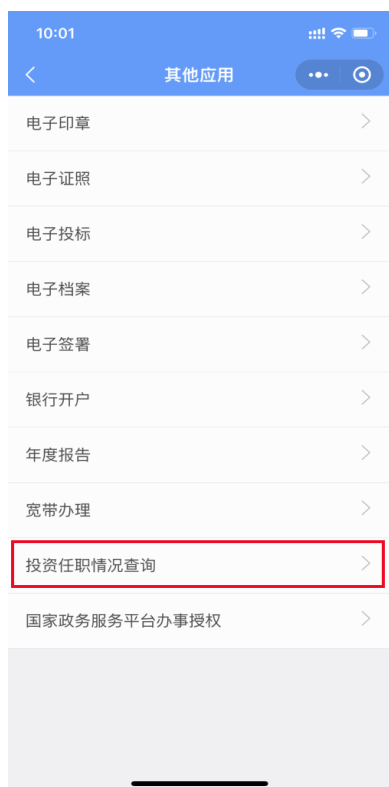 10:01
其他应用
电子印章
电子证照
电子投标
电子档案
电子签署
银行开户
年度报告
宽带办理
投资任职情况查询
国家政务服务平台办事授权